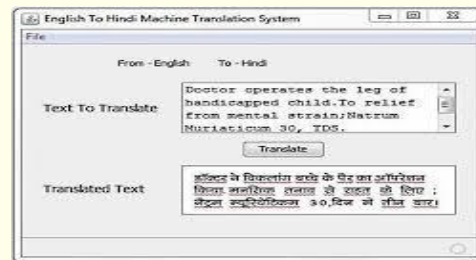 English To Hindi Machine Translation System
File
From - English To - Hindi
Text To Translate
Doctor operates the leg of
handicapped child.To relief
from mental strain;Natrum
Muriaticum 30, TDS.
Translate
Translated Text
डॉक्टर ने विकलांग बच्चे के पैर का ऑपरेशन
किया मानसिक तनाव से राहत के लिए ;
नैट्रम म्यूरियेटिकम 30,दिन में तीन बार।